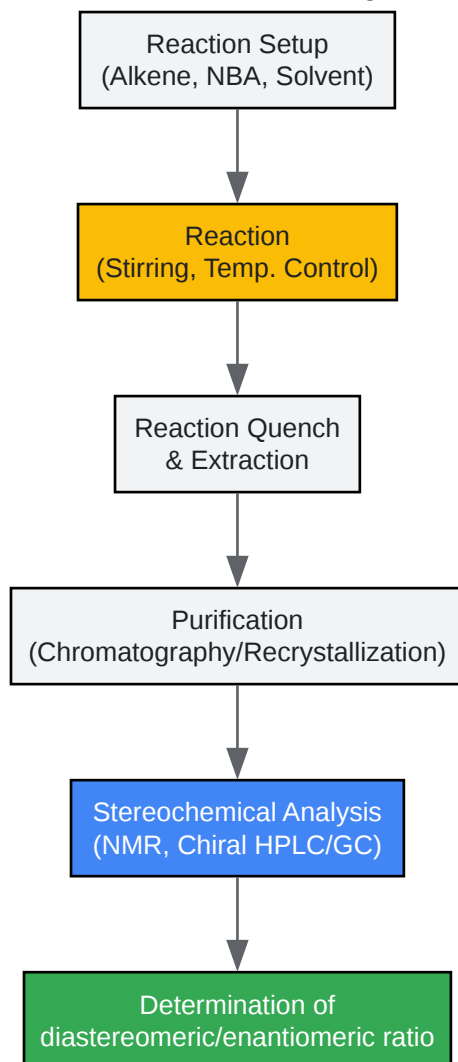 Reaction Setup
(Alkene, NBA, Solvent)
Reaction
(Stirring, Temp. Control)
Reaction Quench
& Extraction
Purification
(Chromatography/Recrystallization)
Stereochemical Analysis
(NMR, Chiral HPLC/GC)
Determination of
diastereomeric/enantiomeric ratio